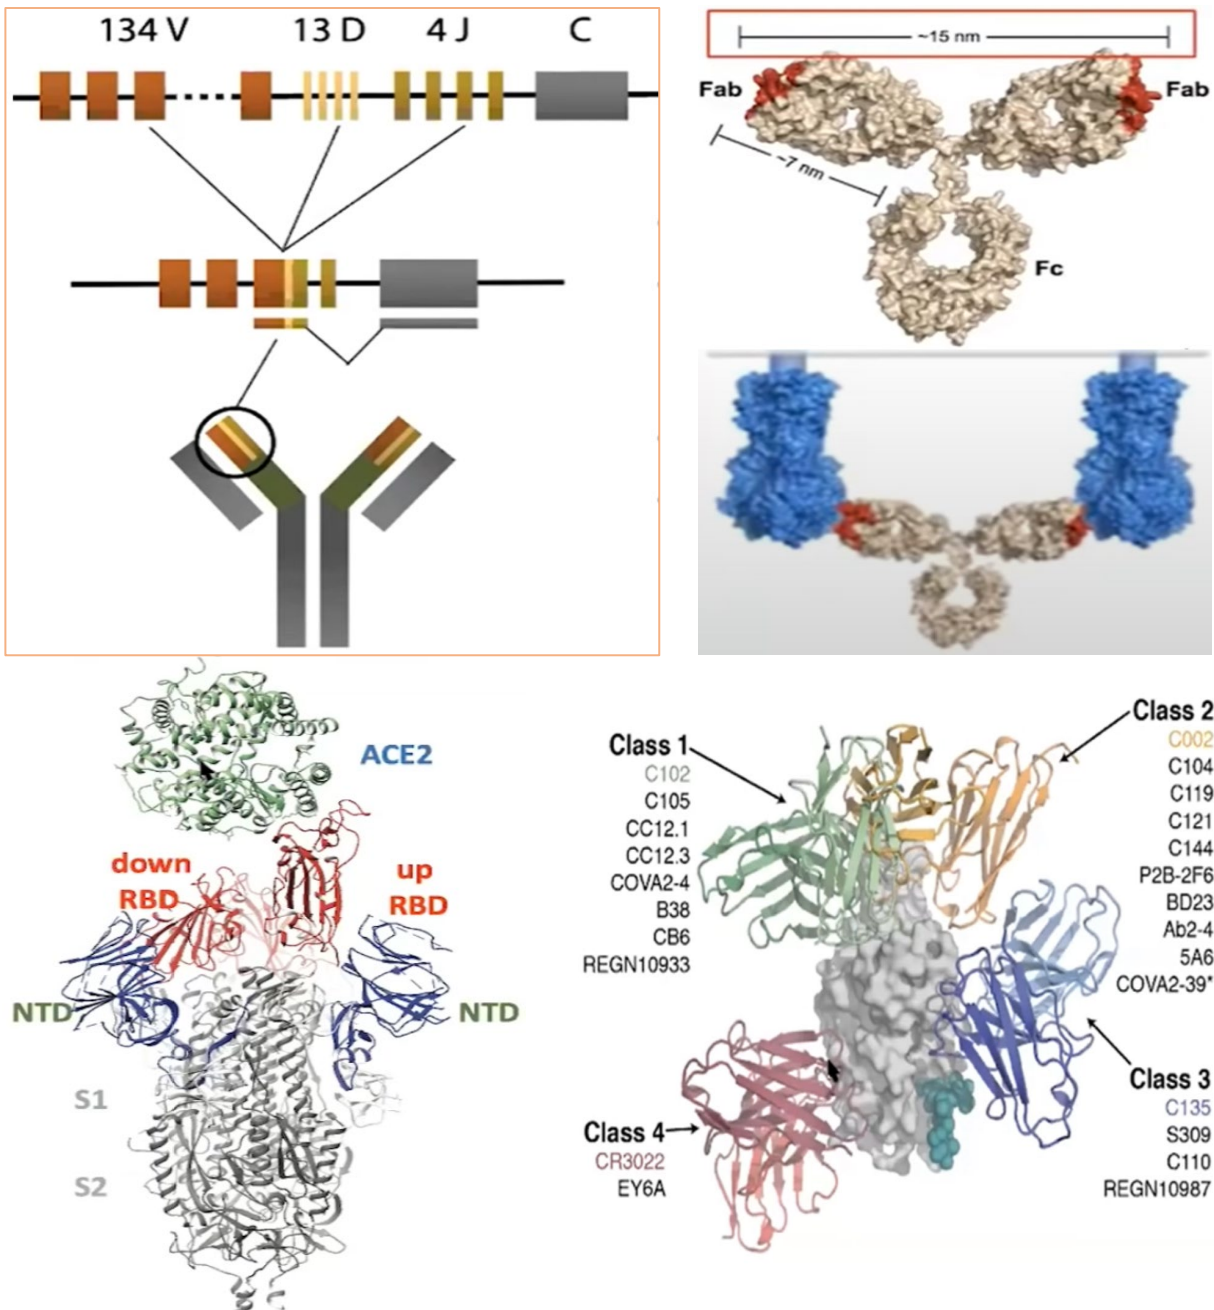 134 V 13 D 4 J C
~15 nm
Fab Fab
~7 nm
Fc
ACE2
down
RBD
up
RBD
NTD NTD
S1
S2
Class 1
C102
C105
CC12.1
CC12.3
COVA2-4
B38
CB6
REGN10933
Class 2
C002
C104
C119
C121
C144
P2B-2F6
BD23
Ab2-4
5A6
COVA2-39*
Class 3
C135
S309
C110
REGN10987
Class 4
CR3022
EY6A